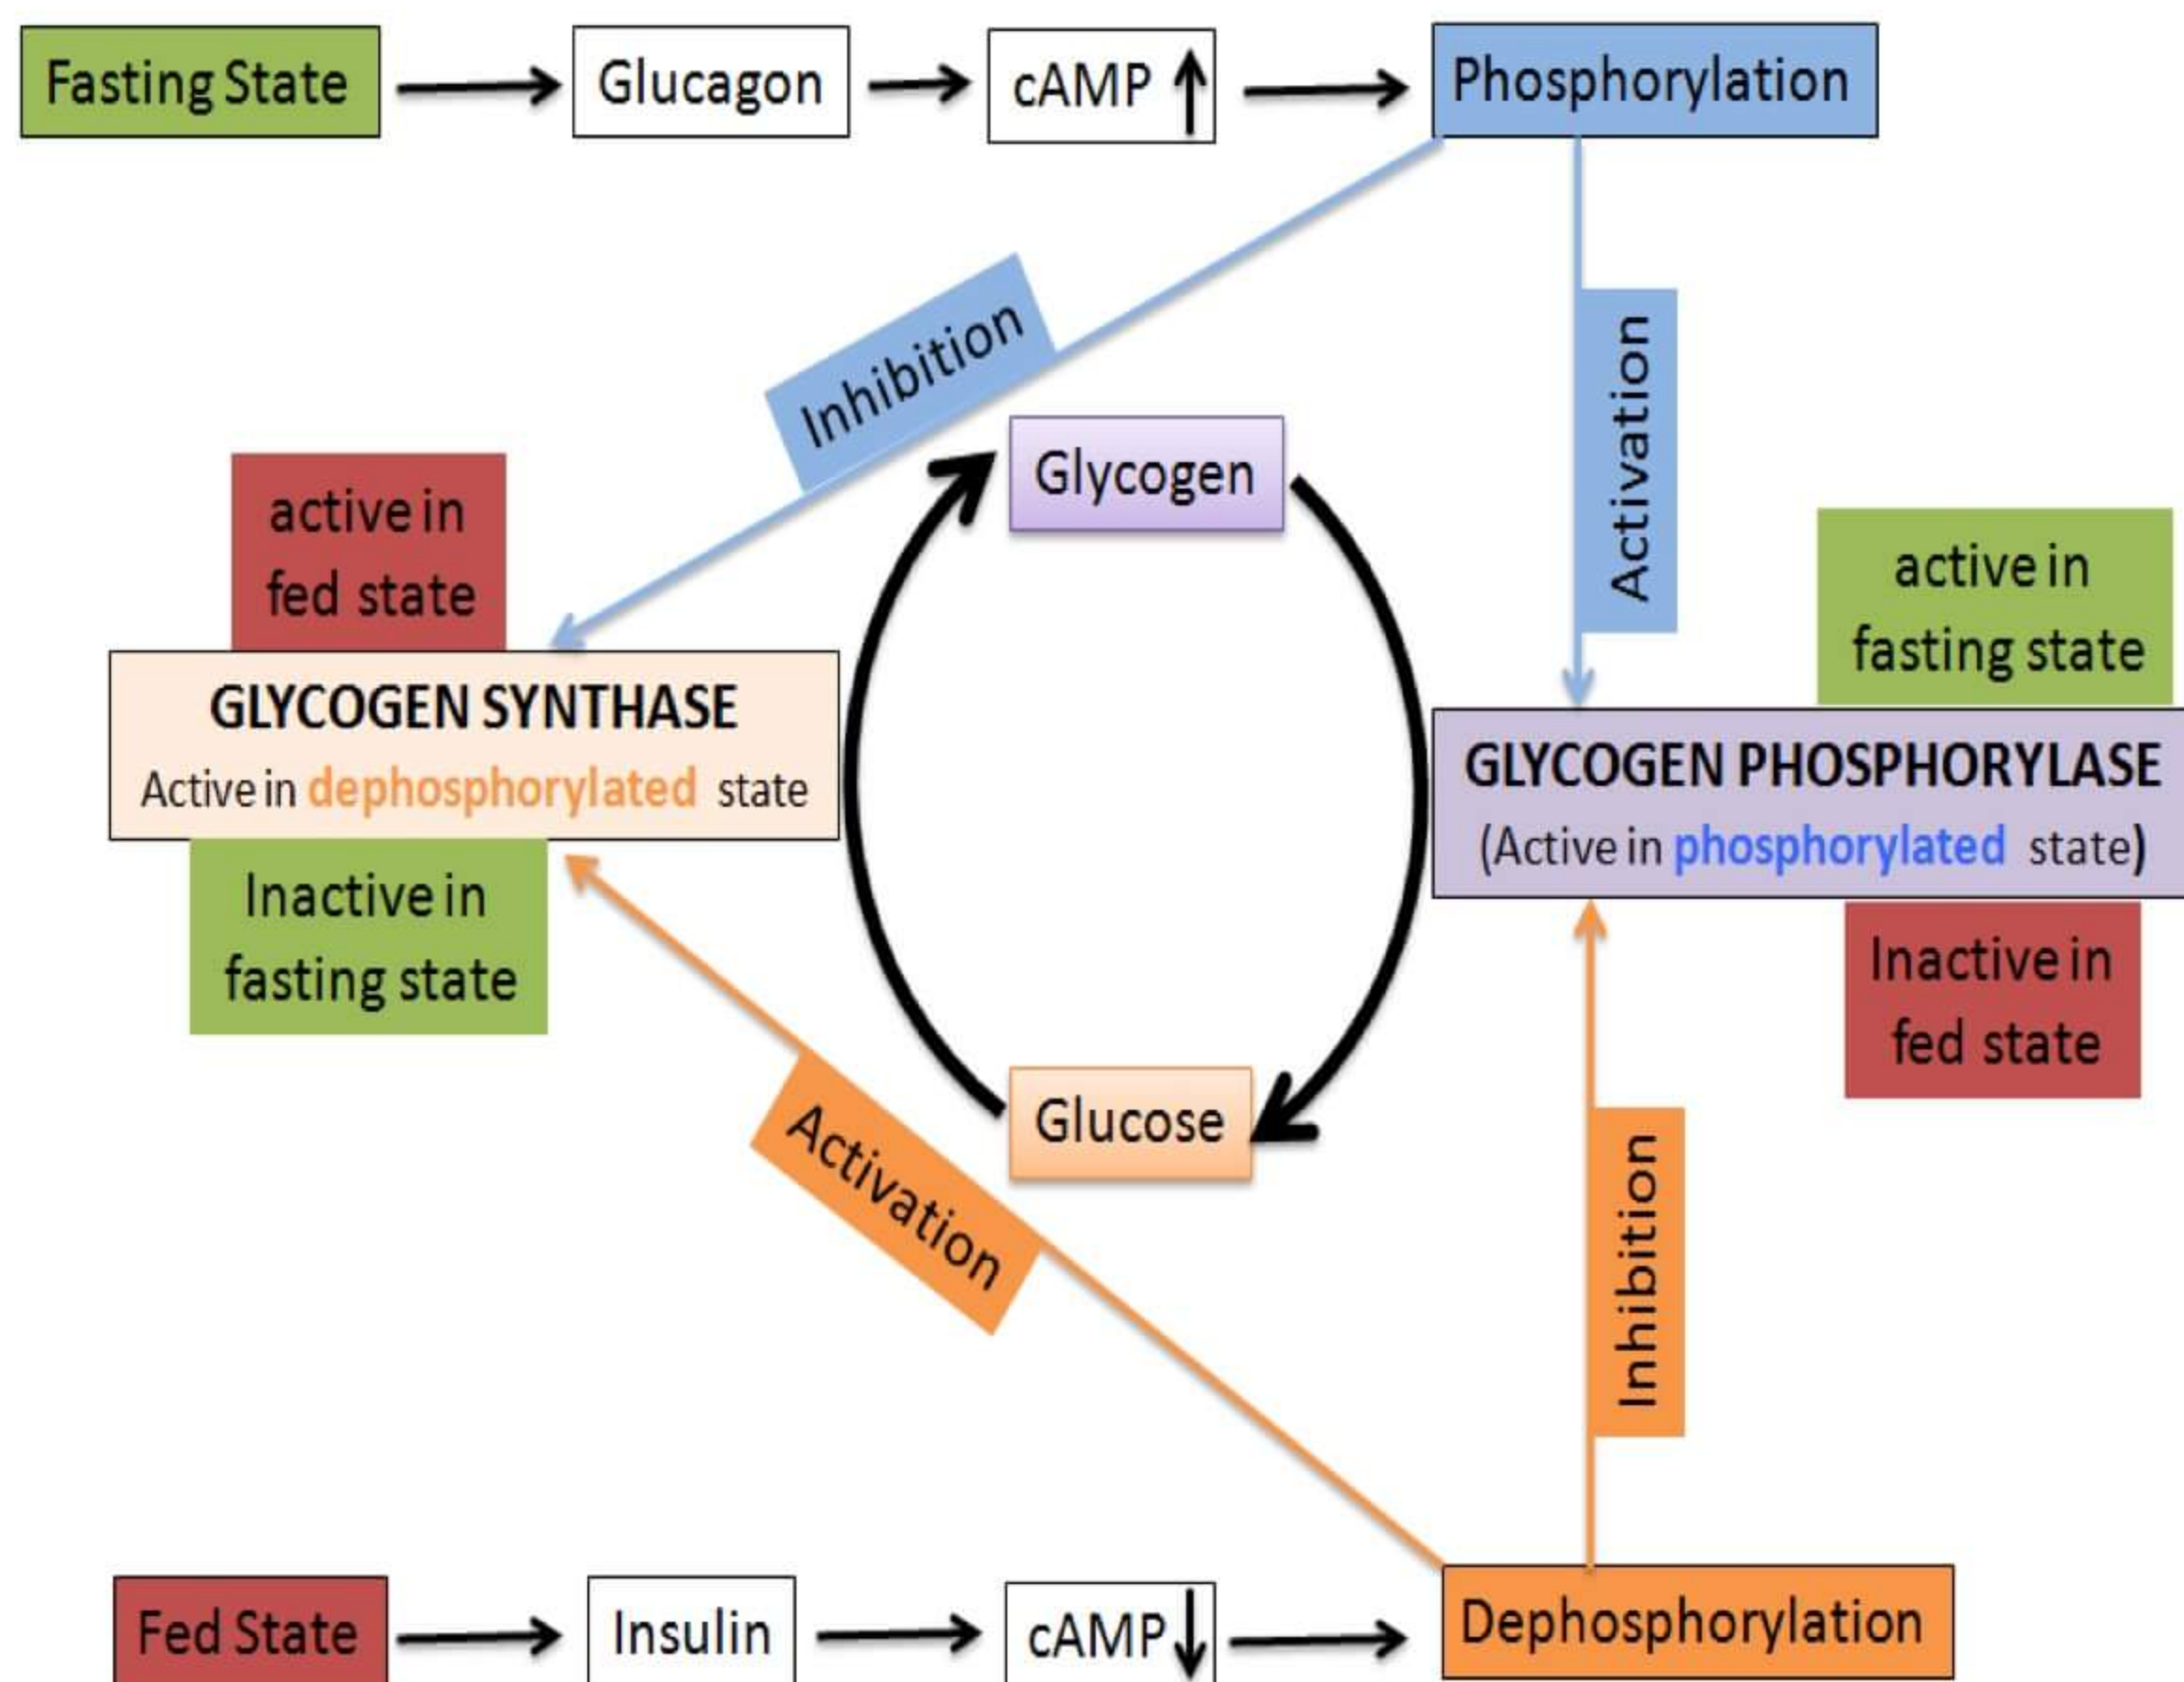 Fasting State
Glucagon
cAMP
Phosphorylation
Inhibition
Activation
Glycogen
active in
fed state
active in
fasting state
GLYCOGEN SYNTHASE
Active in dephosphorylated state
GLYCOGEN PHOSPHORYLASE
(Active in phosphorylated state)
Inactive in
fasting state
Inactive in
fed state
Glucose
Activation
Inhibition
Fed State
Insulin
cAMP
Dephosphorylation